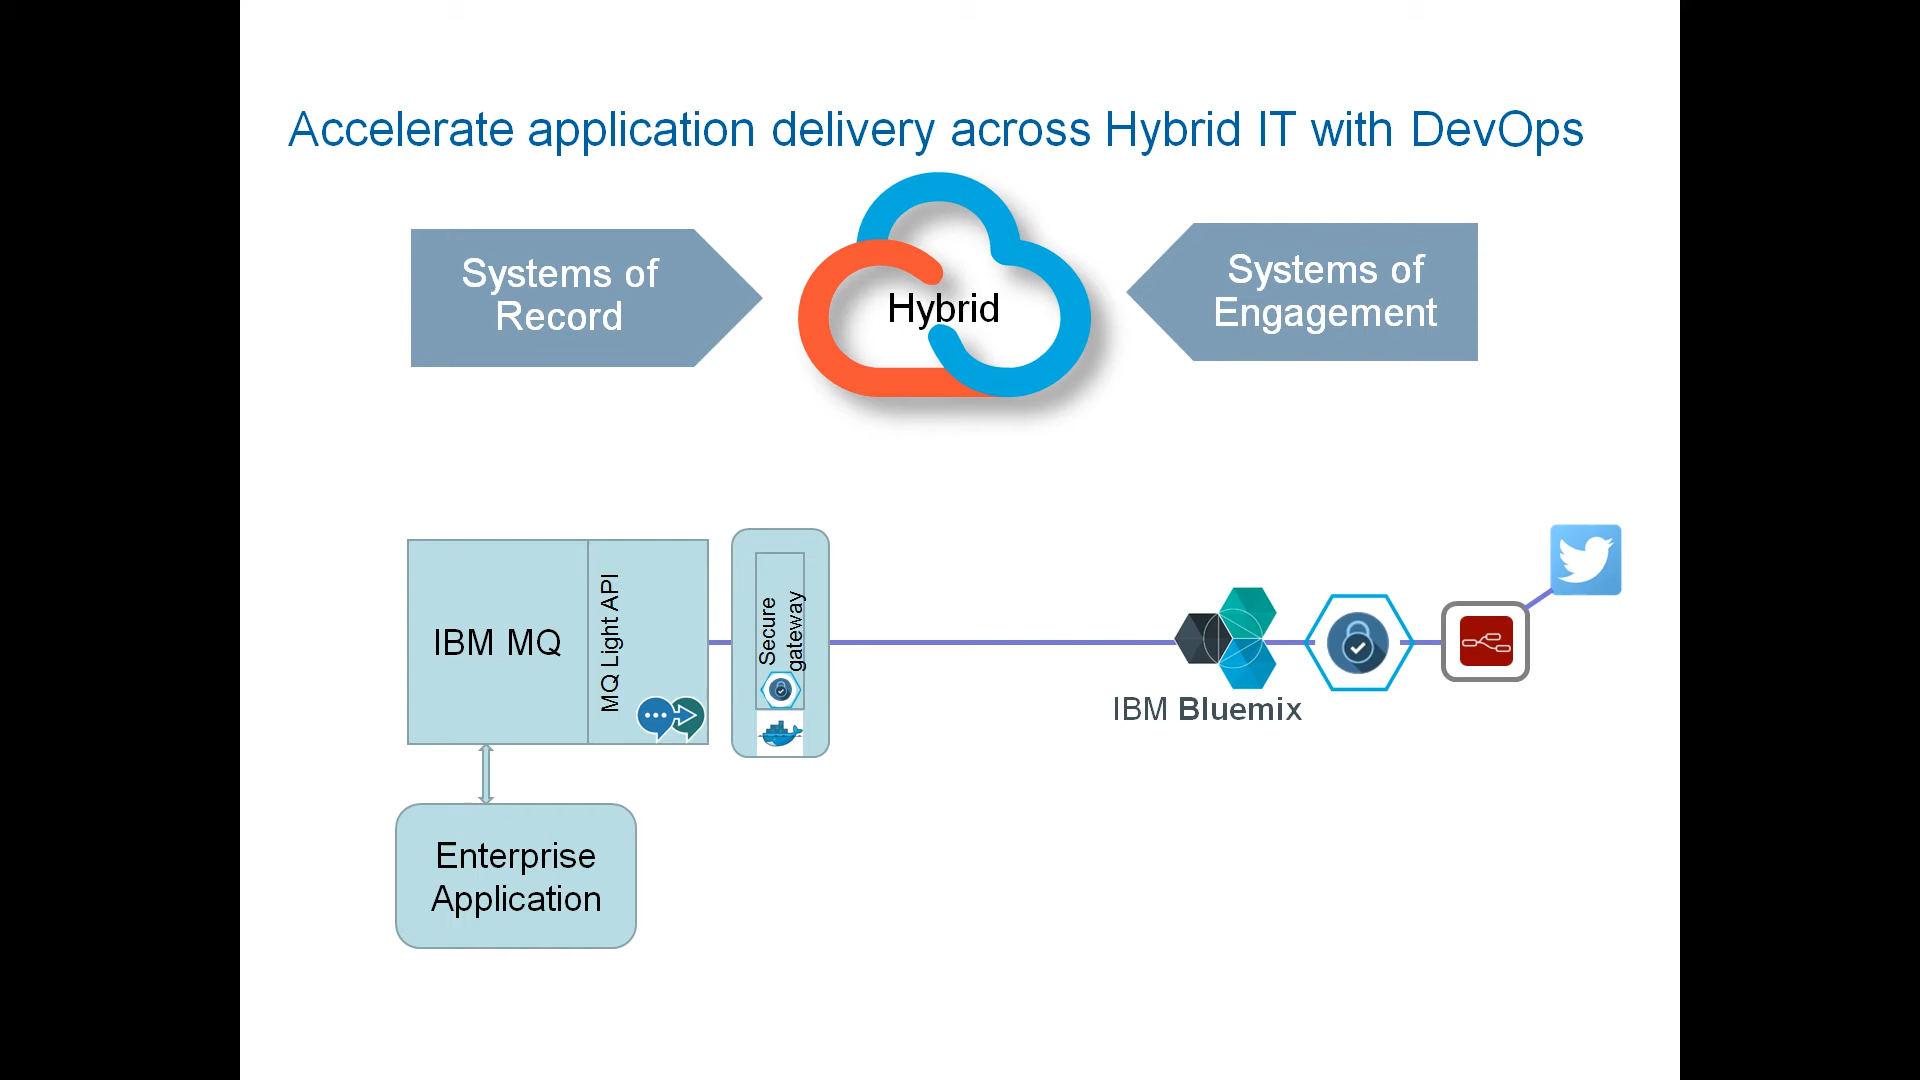 Accelerate application delivery across Hybrid IT with DevOps
Systems of
Record
Hybrid
Systems of
Engagement
IBM MQ
MQ Light API
Secure
gateway
IBM Bluemix
Enterprise
Application